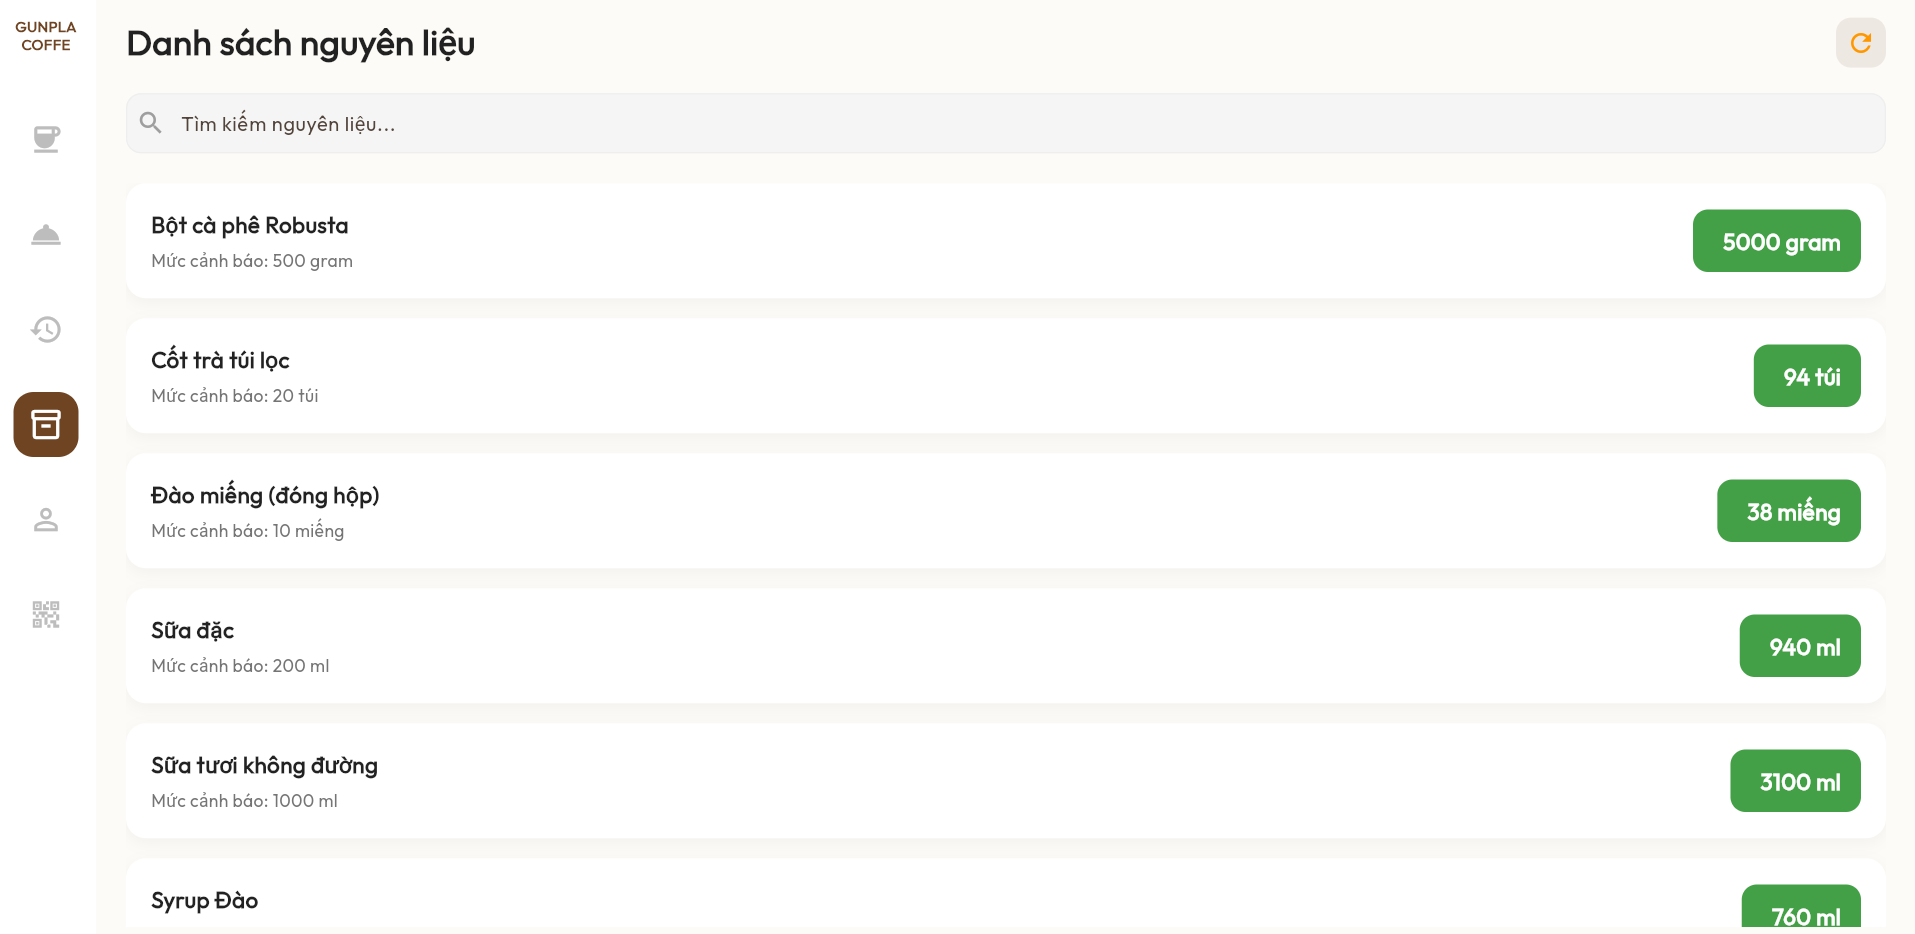 GUNPLA
COFFE
Danh sách nguyên liệu
Tìm kiếm nguyên liệu...
Bột cà phê Robusta
Mức cảnh báo: 500 gram
5000 gram
Cốt trà túi lọc
Mức cảnh báo: 20 túi
94 túi
Đào miếng (đóng hộp)
Mức cảnh báo: 10 miếng
38 miếng
Sữa đặc
Mức cảnh báo: 200 ml
940 ml
Sữa tươi không đường
Mức cảnh báo: 1000 ml
3100 ml
Syrup Đào
760 ml